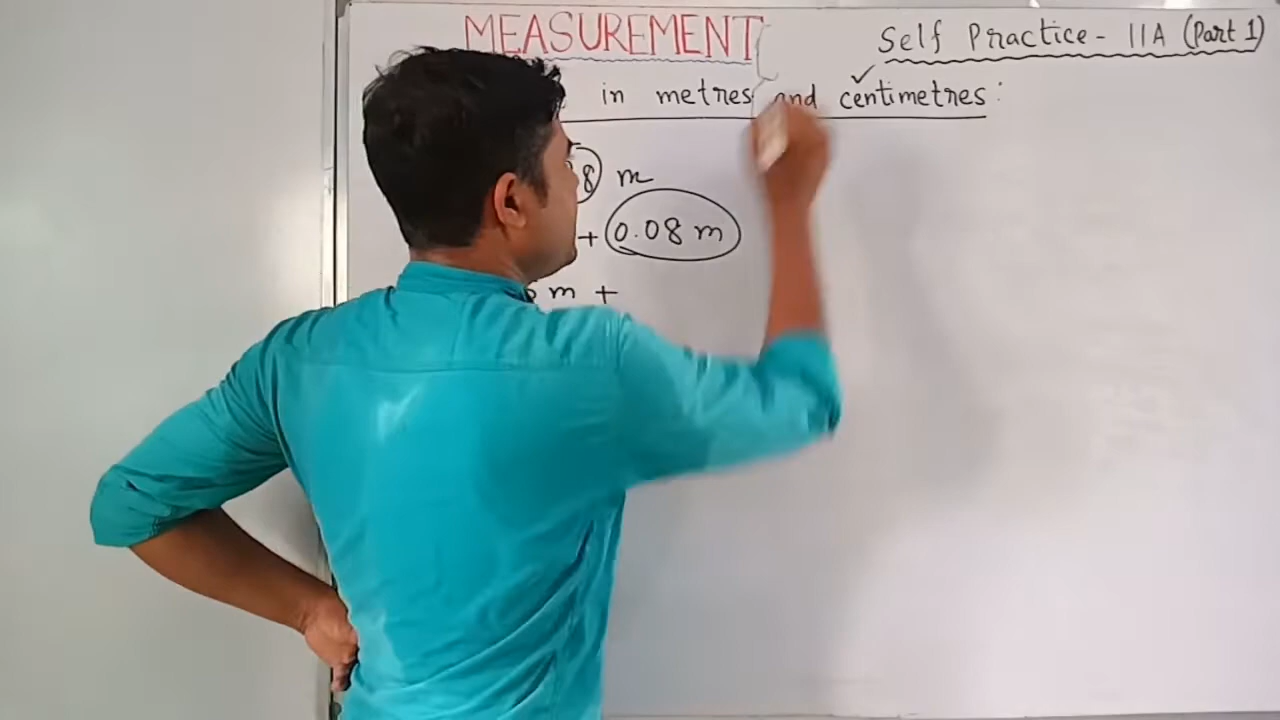 MEASUREMENT
Self Practice - 11A (Part 1)
in metres and centimetres :
8 m
+ 0.08 m
m +